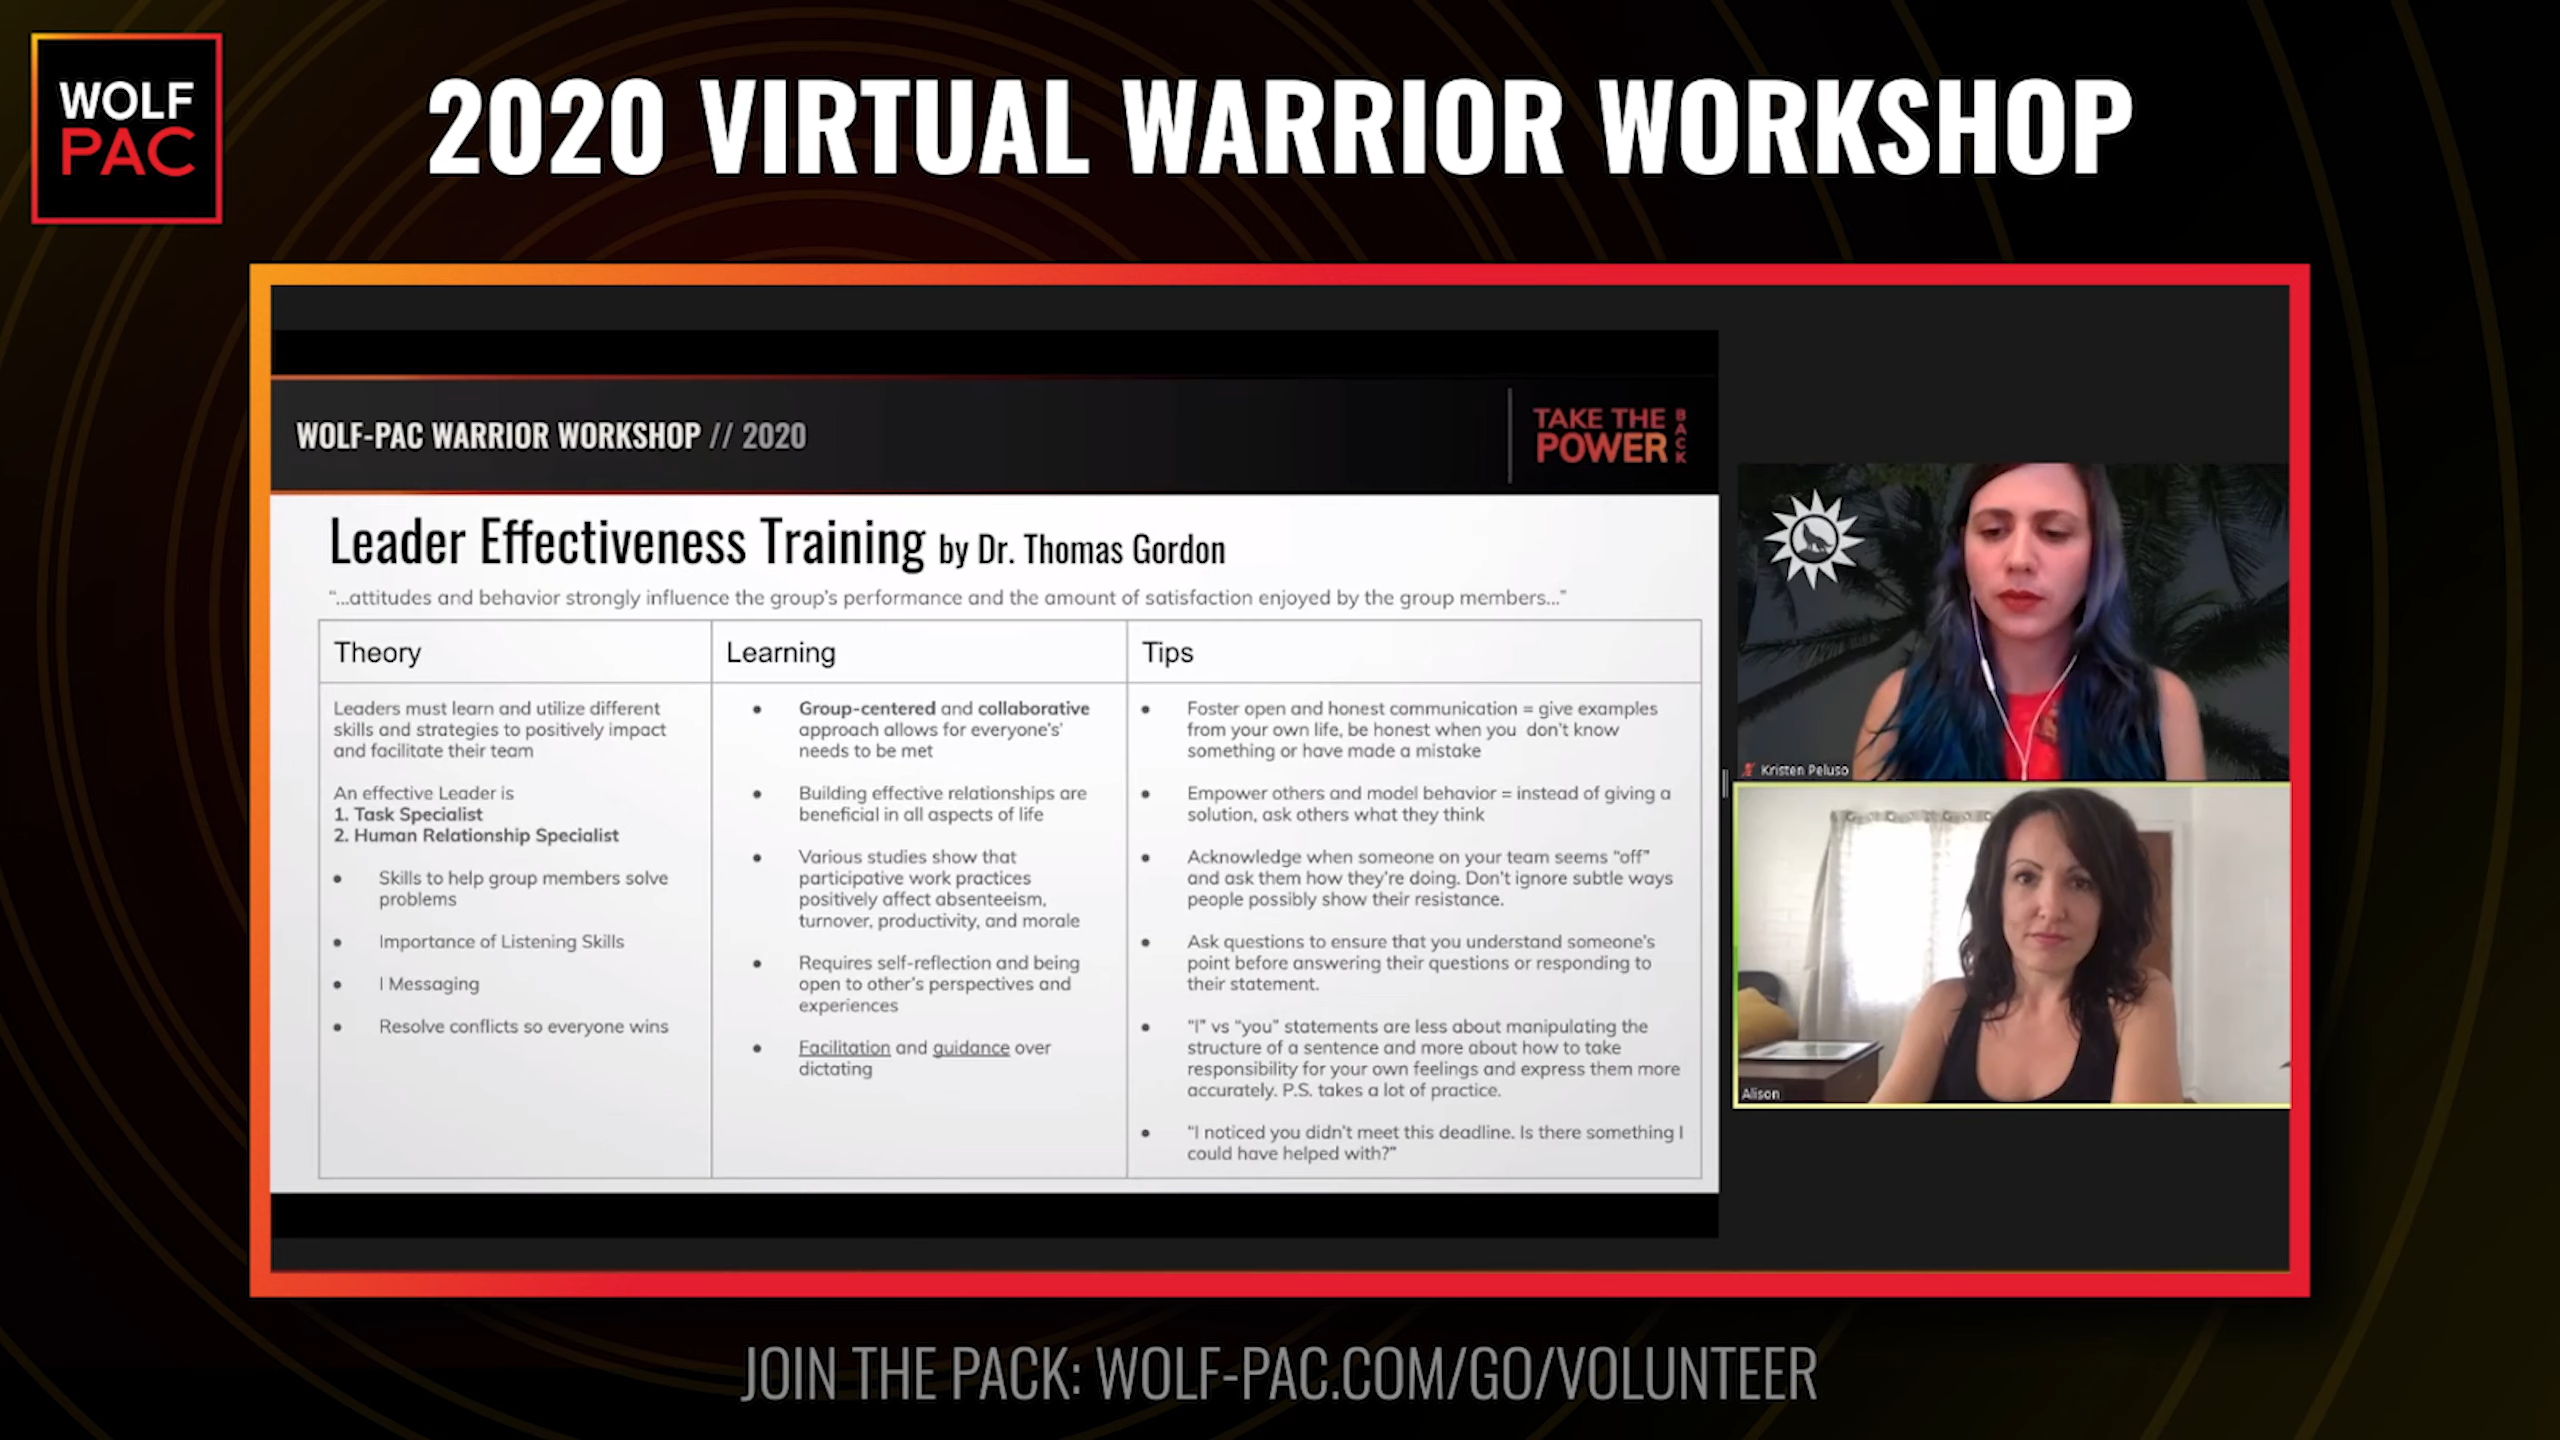 WOLF
PAC
2020 VIRTUAL WARRIOR WORKSHOP
WOLF-PAC WARRIOR WORKSHOP // 2020
TAKE THE
POWER
BACK
Leader Effectiveness Training by Dr. Thomas Gordon
“...attitudes and behavior strongly influence the group’s performance and the amount of satisfaction enjoyed by the group members...”
Theory
Leaders must learn and utilize different
skills and strategies to positively impact
and facilitate their team
An effective Leader is
1. Task Specialist
2. Human Relationship Specialist
● Skills to help group members solve
problems
● Importance of Listening Skills
● I Messaging
● Resolve conflicts so everyone wins
Learning
● Group-centered and collaborative
approach allows for everyone’s’
needs to be met
● Building effective relationships are
beneficial in all aspects of life
● Various studies show that
participative work practices
positively affect absenteeism,
turnover, productivity, and morale
● Requires self-reflection and being
open to other’s perspectives and
experiences
● Facilitation and guidance over
dictating
Tips
● Foster open and honest communication = give examples
from your own life, be honest when you don’t know
something or have made a mistake
● Empower others and model behavior = instead of giving a
solution, ask others what they think
● Acknowledge when someone on your team seems “off”
and ask them how they’re doing. Don’t ignore subtle ways
people possibly show their resistance.
● Ask questions to ensure that you understand someone’s
point before answering their questions or responding to
their statement.
● “I” vs “you” statements are less about manipulating the
structure of a sentence and more about how to take
responsibility for your own feelings and express them more
accurately. P.S. takes a lot of practice.
● “I noticed you didn’t meet this deadline. Is there something I
could have helped with?”
Kristen Peluso
Alison
JOIN THE PACK: WOLF-PAC.COM/GO/VOLUNTEER